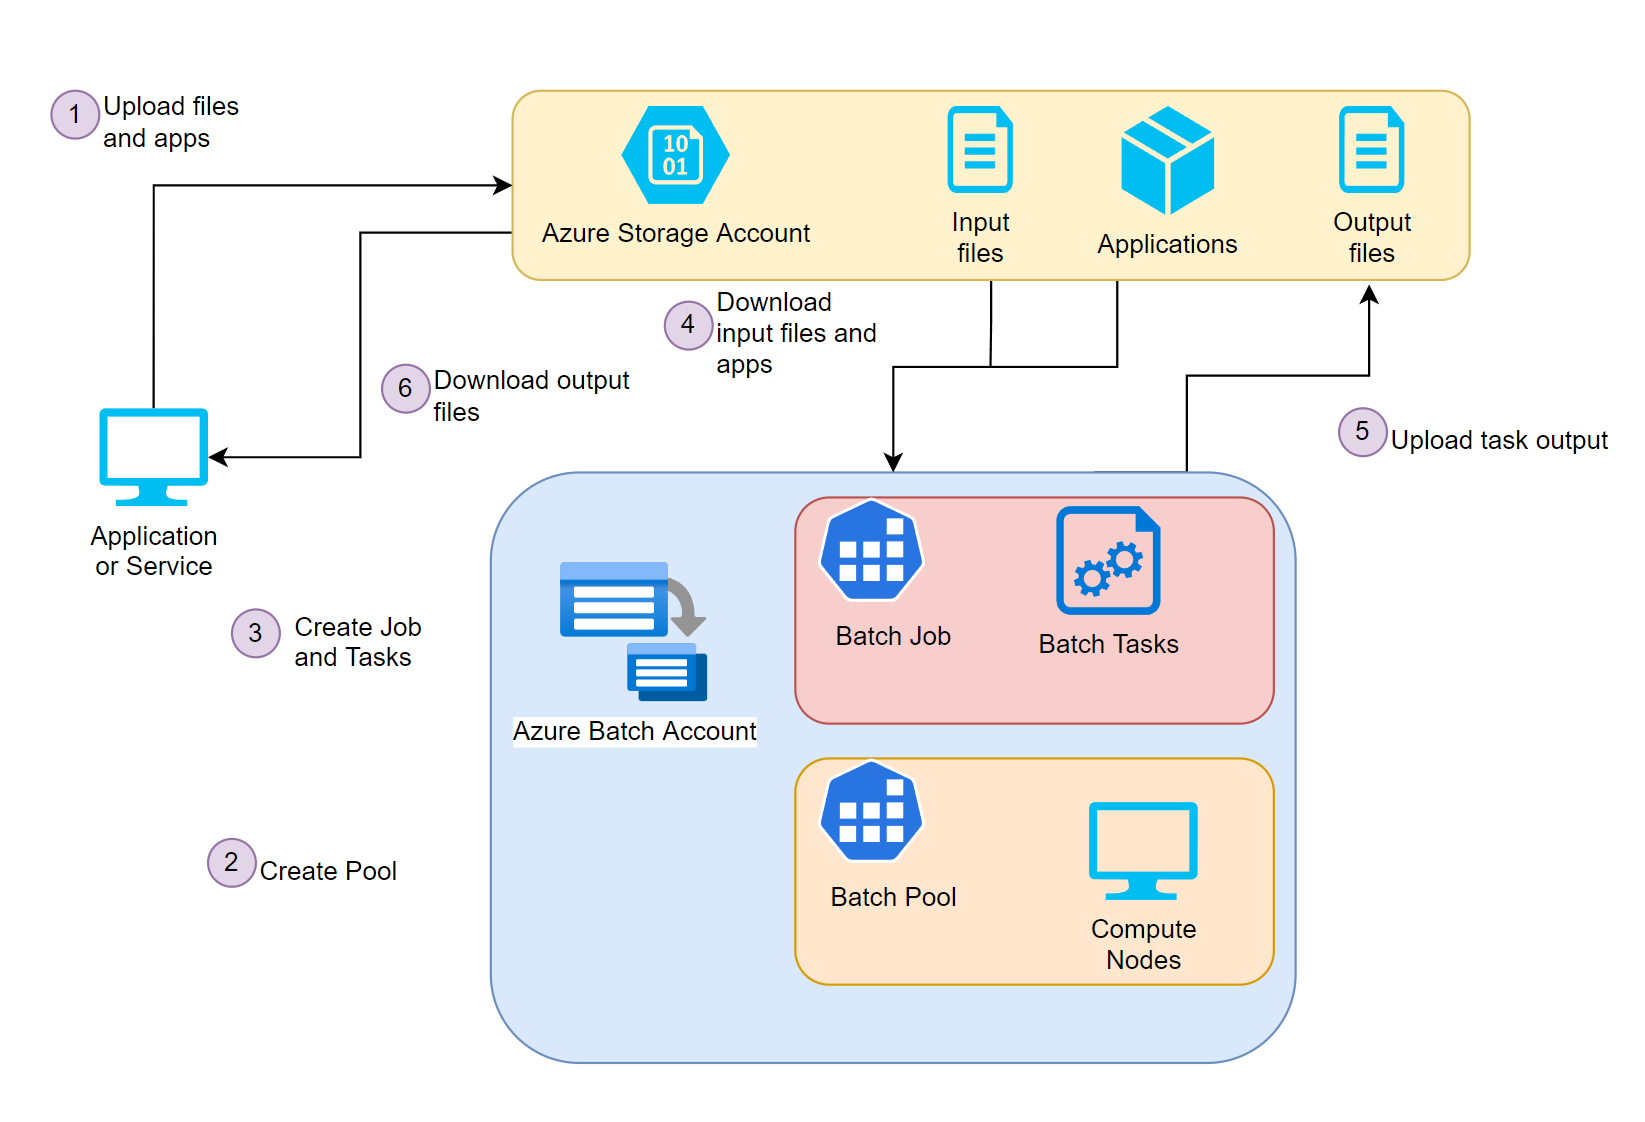 1
Upload files
and apps
10
01
Azure Storage Account
Input
files
Applications
Output
files
4
Download
input files and
apps
6
Download output
files
5
Upload task output
Application
or Service
3
Create Job
and Tasks
Batch Job
Batch Tasks
Azure Batch Account
2
Create Pool
Batch Pool
Compute
Nodes